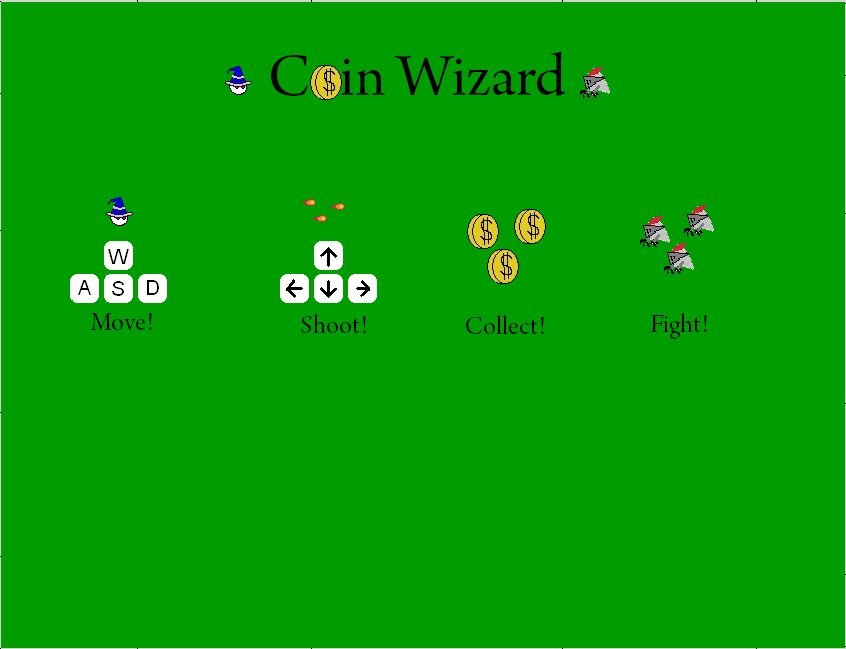 Coin Wizard
W
A S D
↑
← ↓ →
$ $
$
Move! Shoot! Collect! Fight!